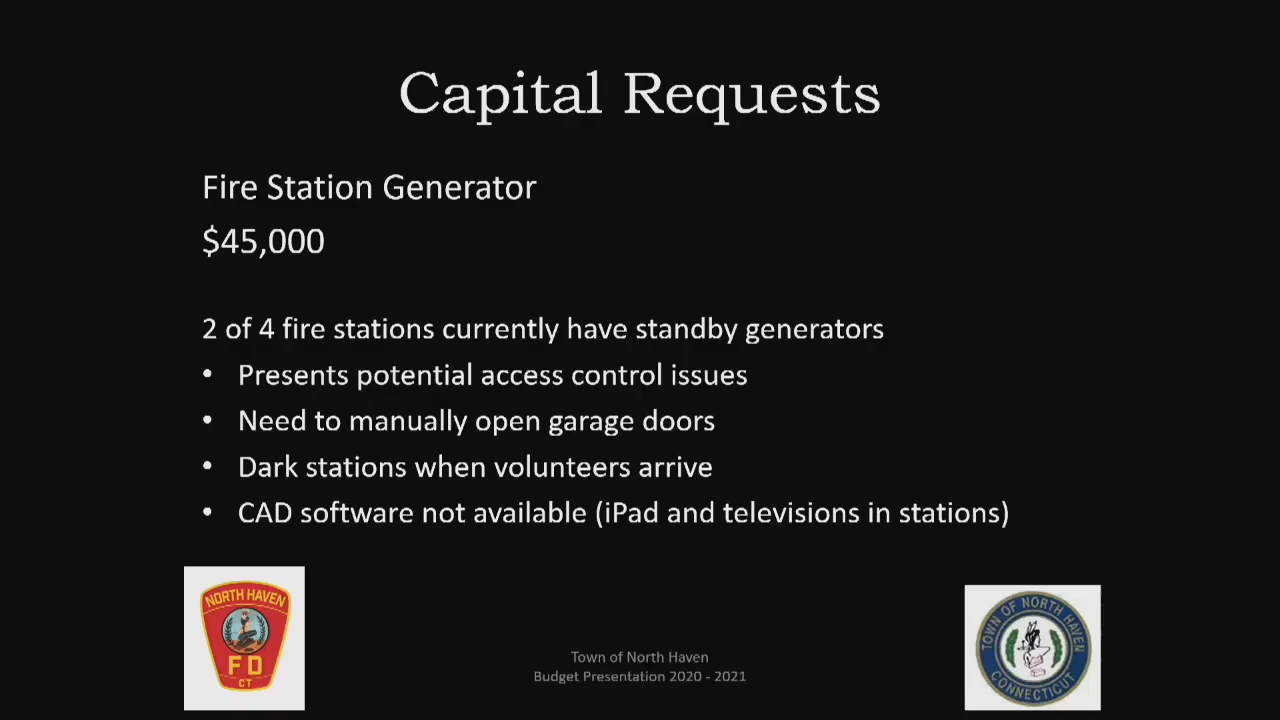 Capital Requests
Fire Station Generator
$45,000
2 of 4 fire stations currently have standby generators
• Presents potential access control issues
• Need to manually open garage doors
• Dark stations when volunteers arrive
• CAD software not available (iPad and televisions in stations)
NORTH HAVEN
FD
CT
Town of North Haven
Budget Presentation 2020 - 2021
TOWN OF NORTH HAVEN
CONNECTICUT